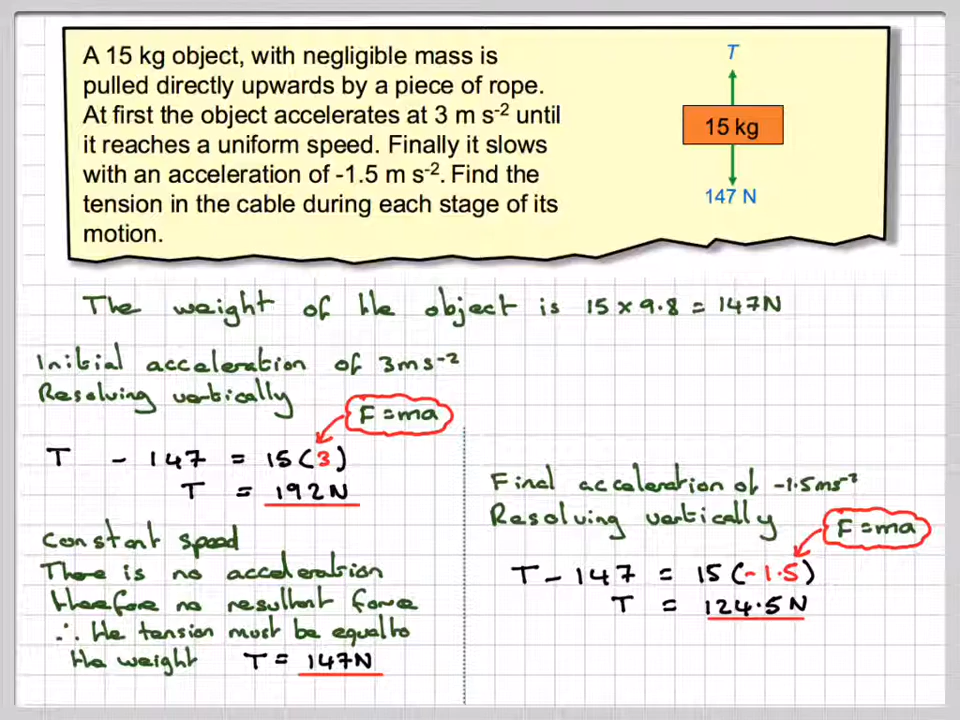 A 15 kg object, with negligible mass is
pulled directly upwards by a piece of rope.
At first the object accelerates at 3 m s⁻² until
it reaches a uniform speed. Finally it slows
with an acceleration of -1.5 m s⁻². Find the
tension in the cable during each stage of its
motion.
T
15 kg
147 N
The weight of the object is 15 × 9.8 = 147N
Initial acceleration of 3ms⁻²
Resolving vertically
F = ma
T - 147 = 15(3)
T = 192N
Constant speed
There is no acceleration
therefore no resultant force
∴ the tension must be equal to
the weight T = 147N
Final acceleration of -1.5ms⁻²
Resolving vertically
F = ma
T - 147 = 15(-1.5)
T = 124.5N